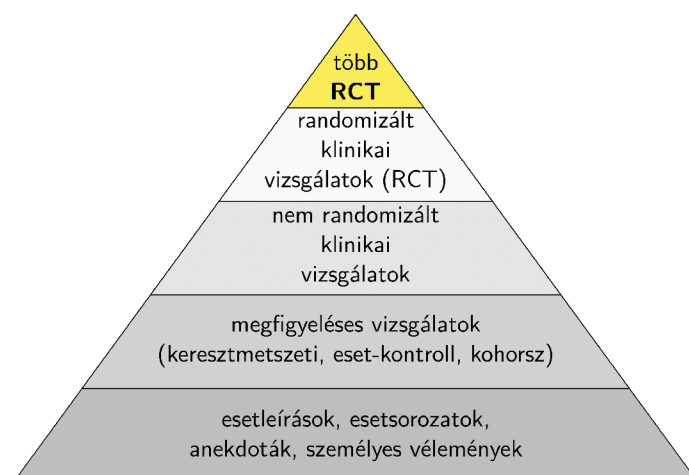 több
RCT
randomizált
klinikai
vizsgálatok (RCT)
nem randomizált
klinikai
vizsgálatok
megfigyeléses vizsgálatok
(keresztmetszeti, eset-kontroll, kohorsz)
esetleírások, esetsorozatok,
anekdoták, személyes vélemények